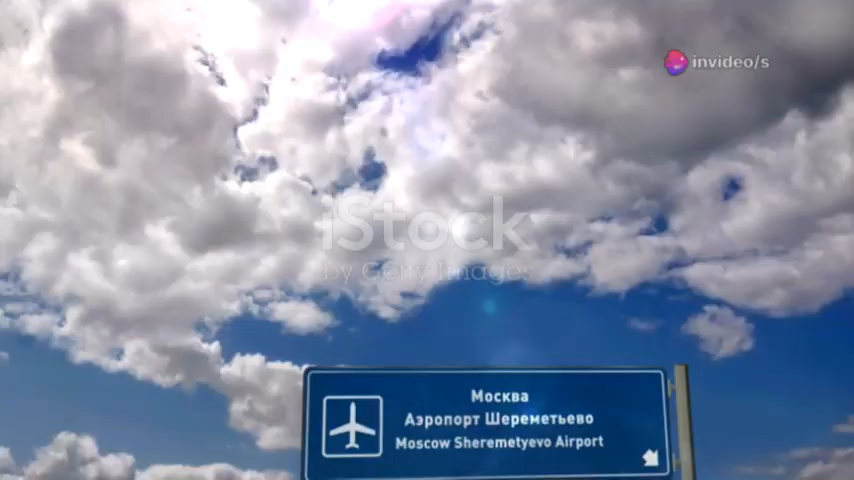 invideo/s
iStock
by Getty Images
Москва
Аэропорт Шереметьево
Moscow Sheremetyevo Airport